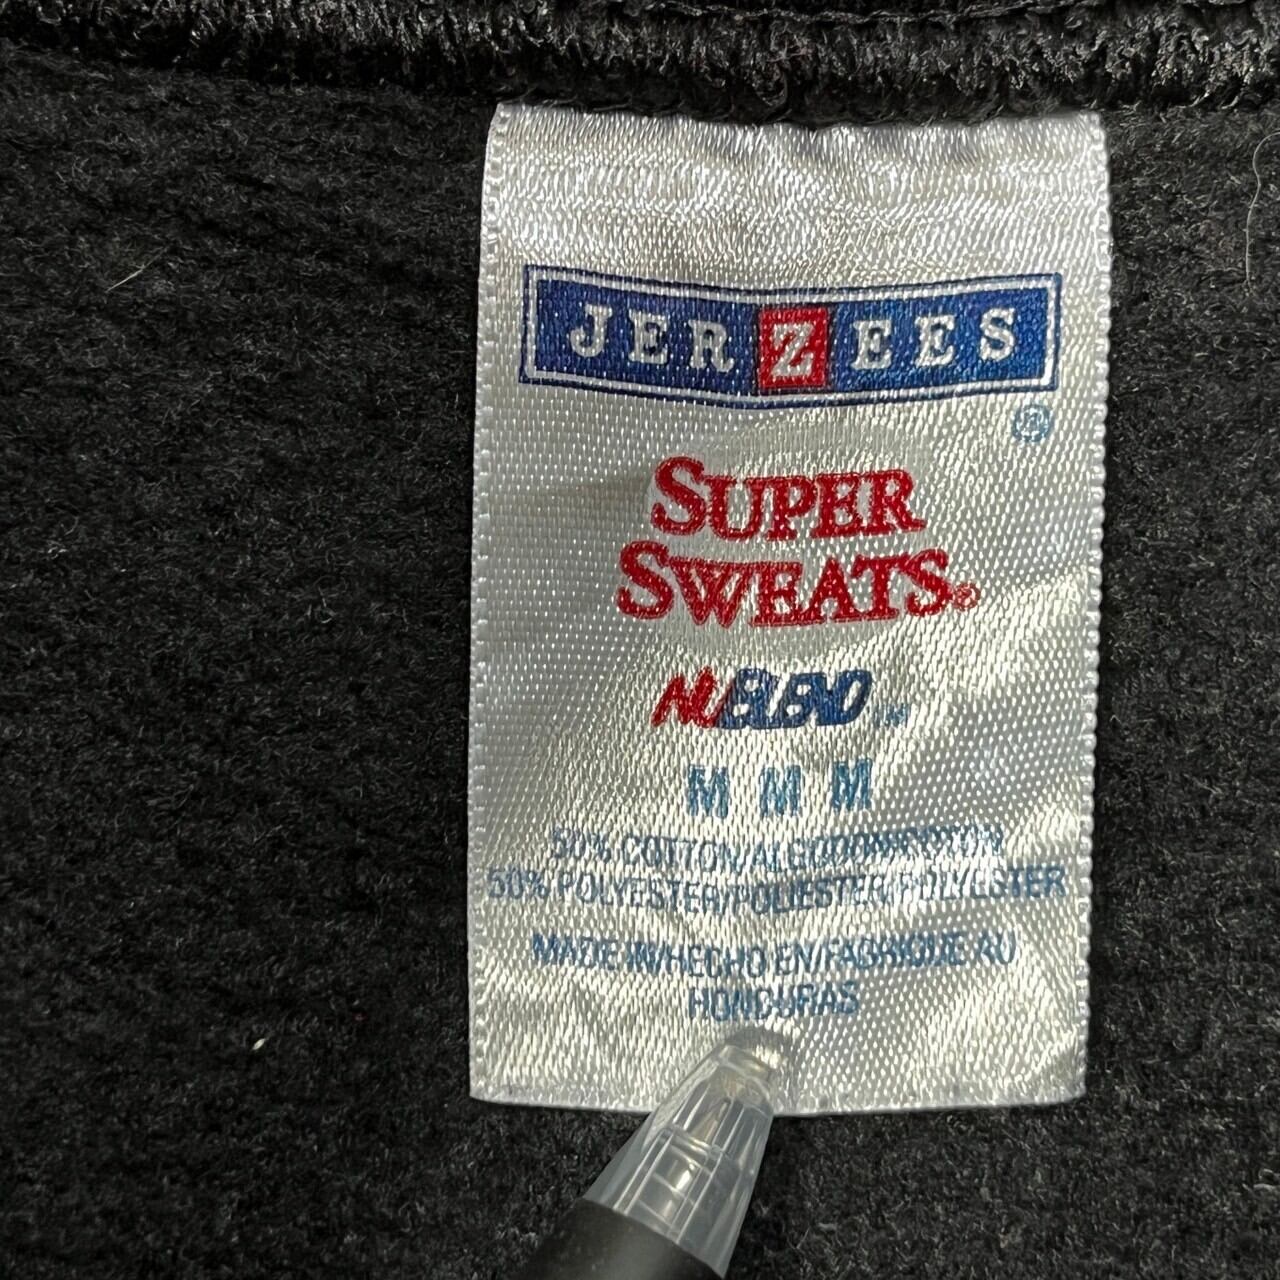 JERZEES
®
SUPER
SWEATS®
NUBLEND
M M M
50% COTTON/ALGODON/COTON
50% POLYESTER/POLIESTER/POLYESTER
MADE IN/HECHO EN/FABRIQUE AU
HONDURAS